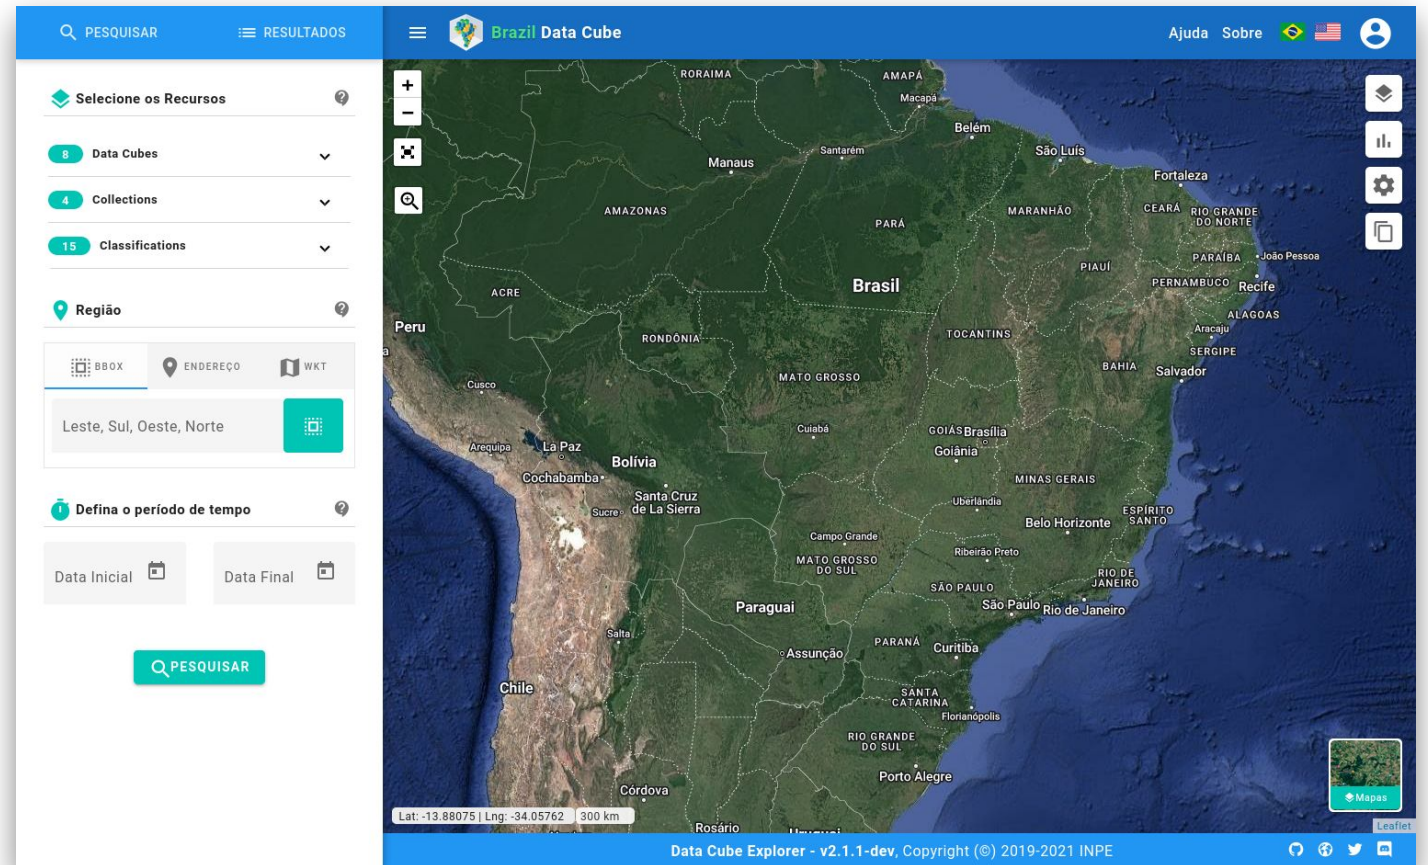 PESQUISAR
RESULTADOS
Brazil Data Cube
Ajuda Sobre
Selecione os Recursos
8 Data Cubes
4 Collections
15 Classifications
Região
BBOX
ENDEREÇO
WKT
Leste, Sul, Oeste, Norte
Defina o período de tempo
Data Inicial
Data Final
PESQUISAR
+
−
RORAIMA
AMAPÁ
Macapá
Belém
São Luís
Santarém
Manaus
Fortaleza
AMAZONAS
PARÁ
MARANHÃO
CEARÁ
RIO GRANDE
DO NORTE
PARAÍBA
João Pessoa
PIAUÍ
Brasil
PERNAMBUCO
Recife
ACRE
ALAGOAS
Peru
Aracaju
RONDÔNIA
TOCANTINS
SERGIPE
BAHIA
Salvador
MATO GROSSO
Cusco
Cuiabá
GOIÁS
Brasília
Goiânia
Arequipa
La Paz
Bolívia
Cochabamba
MINAS GERAIS
Santa Cruz
de La Sierra
Sucre
Uberlândia
ESPÍRITO
SANTO
Belo Horizonte
Campo Grande
Ribeirão Preto
MATO GROSSO
DO SUL
RIO DE
JANEIRO
SÃO PAULO
São Paulo
Rio de Janeiro
Paraguai
Salta
PARANÁ
Curitiba
Assunção
Chile
SANTA
CATARINA
Florianópolis
RIO GRANDE
DO SUL
Porto Alegre
Córdova
Mapas
Lat: -13.88075 | Lng: -34.05762
300 km
Rosário
Uruguai
Leaflet
Data Cube Explorer - v2.1.1-dev, Copyright (©) 2019-2021 INPE